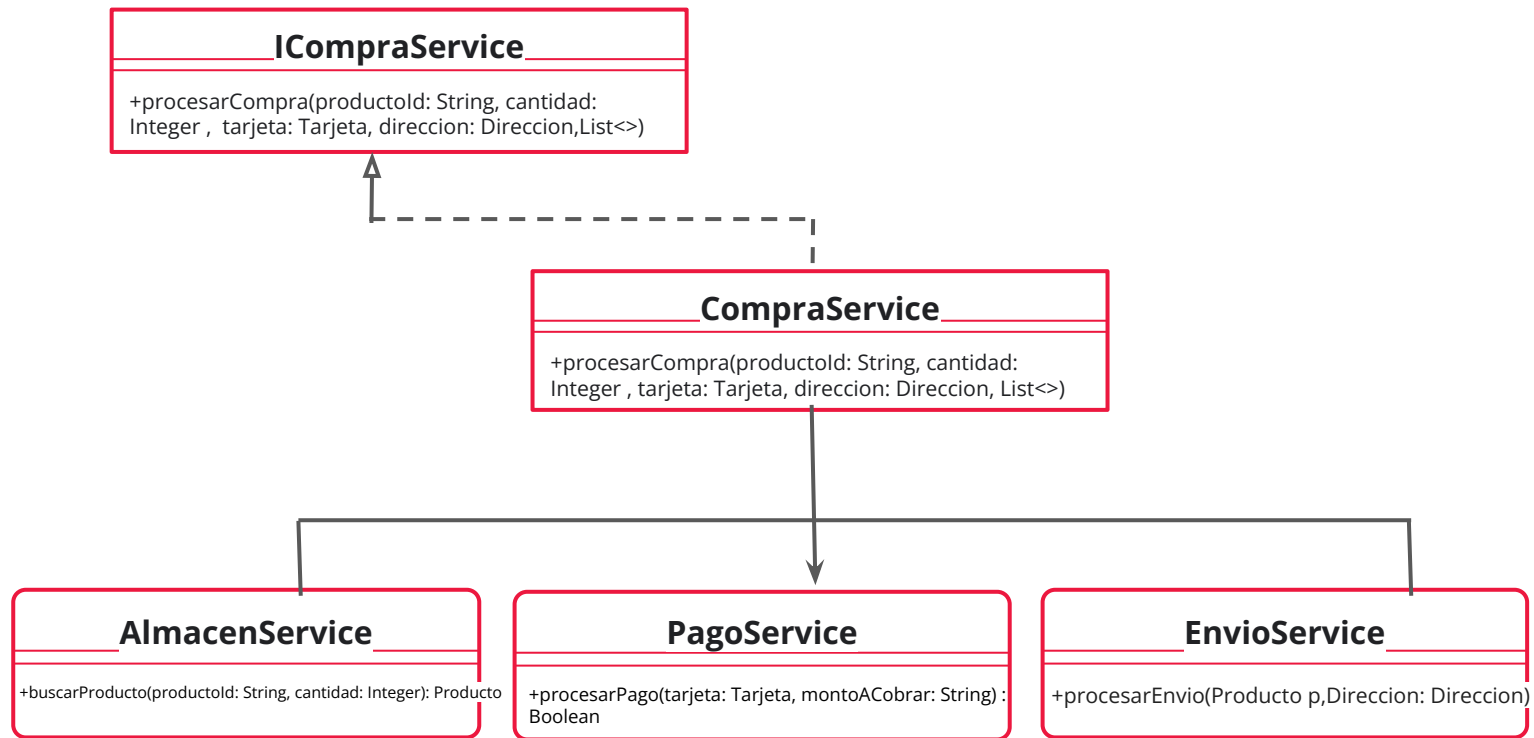 ICompraService
+procesarCompra(productoId: String, cantidad:
Integer ,  tarjeta: Tarjeta, direccion: Direccion,List<>)
CompraService
+procesarCompra(productoId: String, cantidad:
Integer , tarjeta: Tarjeta, direccion: Direccion, List<>)
AlmacenService
+buscarProducto(productoId: String, cantidad: Integer): Producto
PagoService
+procesarPago(tarjeta: Tarjeta, montoACobrar: String) :
Boolean
EnvioService
+procesarEnvio(Producto p,Direccion: Direccion)